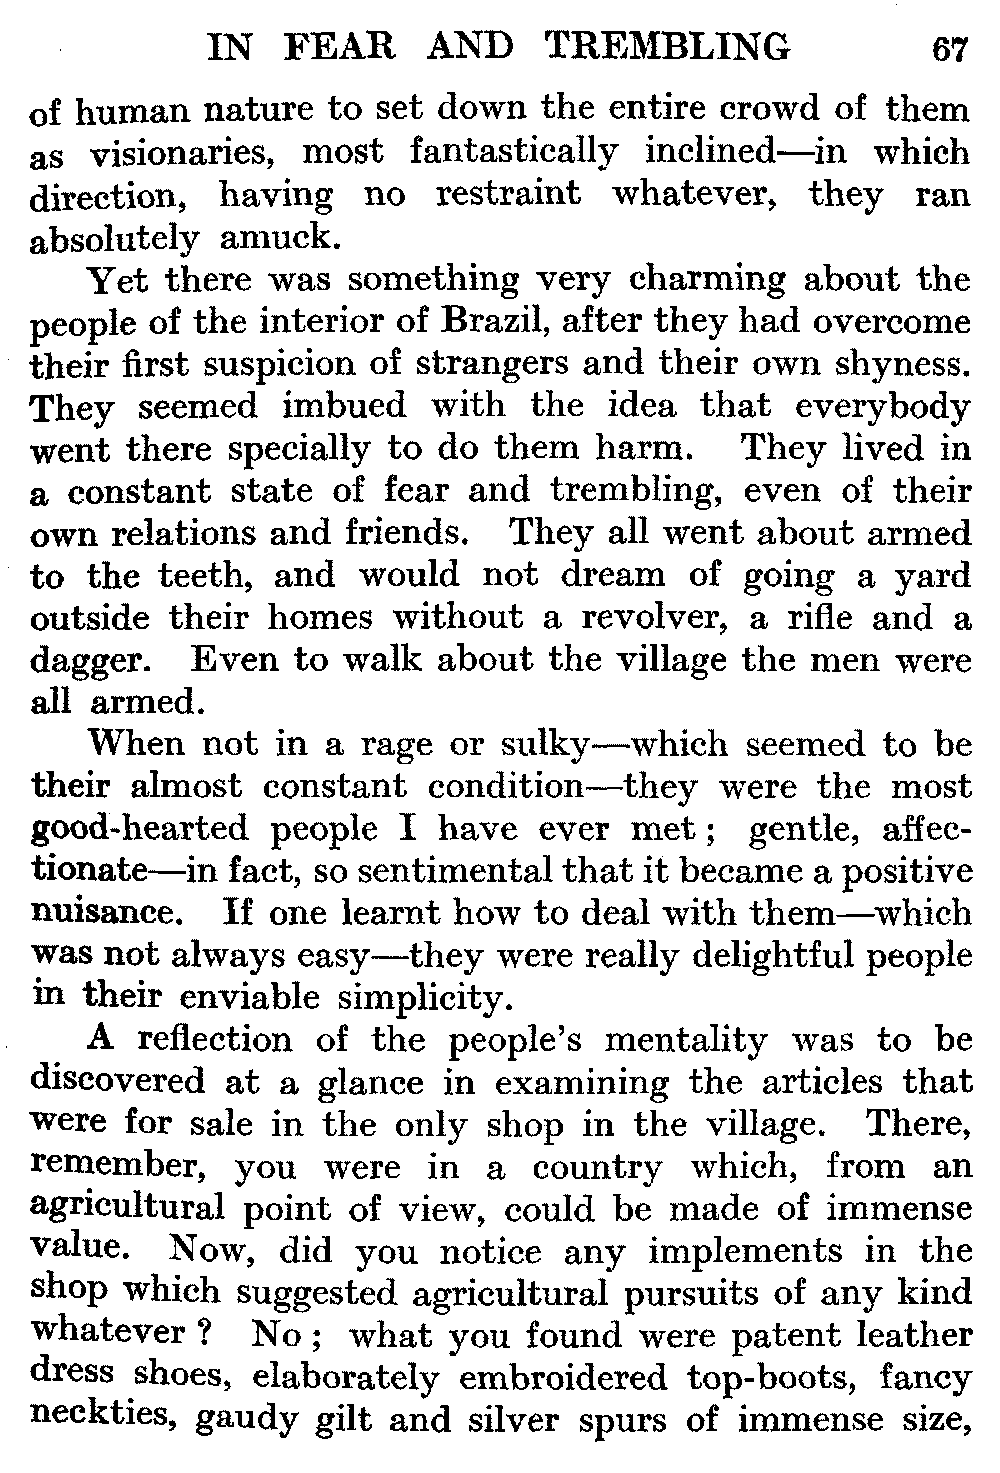 IN FEAR AND TREMBLING 67
of human nature to set down the entire crowd of them
as visionaries, most fantastically inclined—in which
direction, having no restraint whatever, they ran
absolutely amuck.
Yet there was something very charming about the
people of the interior of Brazil, after they had overcome
their first suspicion of strangers and their own shyness.
They seemed imbued with the idea that everybody
went there specially to do them harm. They lived in
a constant state of fear and trembling, even of their
own relations and friends. They all went about armed
to the teeth, and would not dream of going a yard
outside their homes without a revolver, a rifle and a
dagger. Even to walk about the village the men were
all armed.
When not in a rage or sulky—which seemed to be
their almost constant condition—they were the most
good-hearted people I have ever met; gentle, affec-
tionate—in fact, so sentimental that it became a positive
nuisance. If one learnt how to deal with them—which
was not always easy—they were really delightful people
in their enviable simplicity.
A reflection of the people's mentality was to be
discovered at a glance in examining the articles that
were for sale in the only shop in the village. There,
remember, you were in a country which, from an
agricultural point of view, could be made of immense
value. Now, did you notice any implements in the
shop which suggested agricultural pursuits of any kind
whatever? No; what you found were patent leather
dress shoes, elaborately embroidered top-boots, fancy
neckties, gaudy gilt and silver spurs of immense size,